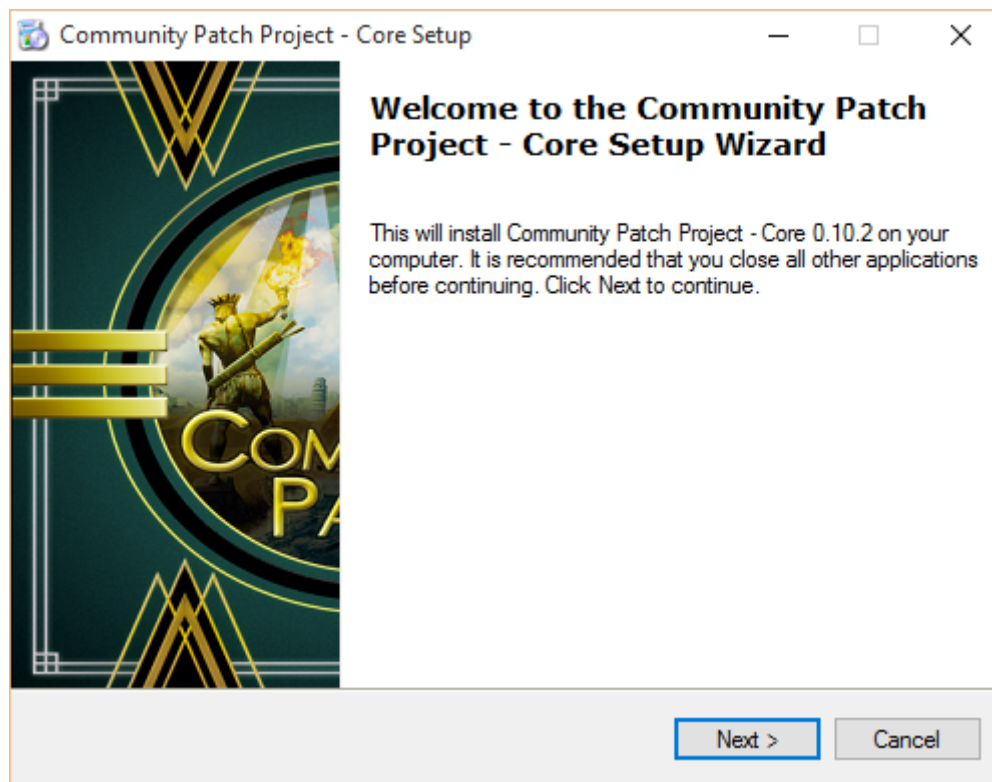 Community Patch Project - Core Setup
Welcome to the Community Patch
Project - Core Setup Wizard
This will install Community Patch Project - Core 0.10.2 on your
computer. It is recommended that you close all other applications
before continuing. Click Next to continue.
COM
PA
Next >
Cancel